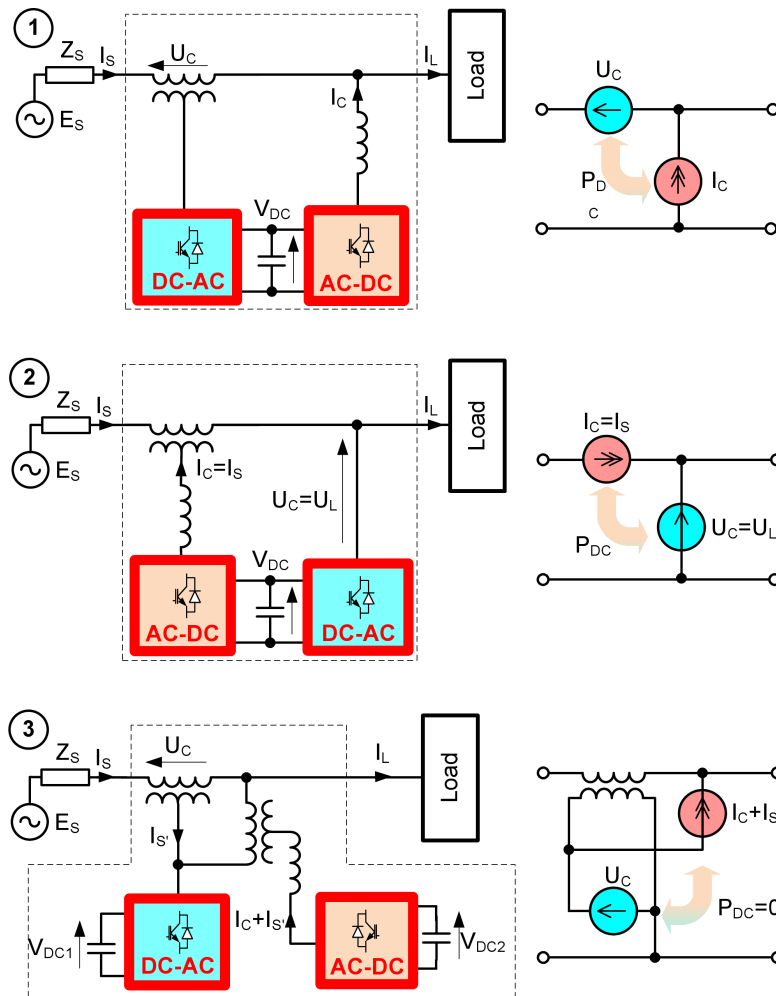 1
Z_S
I_S
U_C
I_L
Load
E_S
I_C
V_DC
DC-AC
AC-DC
U_C
P_D
C
I_C
2
Z_S
I_S
I_L
Load
E_S
I_C=I_S
U_C=U_L
V_DC
AC-DC
DC-AC
I_C=I_S
P_DC
U_C=U_L
3
Z_S
I_S
U_C
I_L
Load
E_S
I_S'
I_C+I_S'
V_DC1
DC-AC
AC-DC
V_DC2
I_C+I_S
U_C
P_DC=0